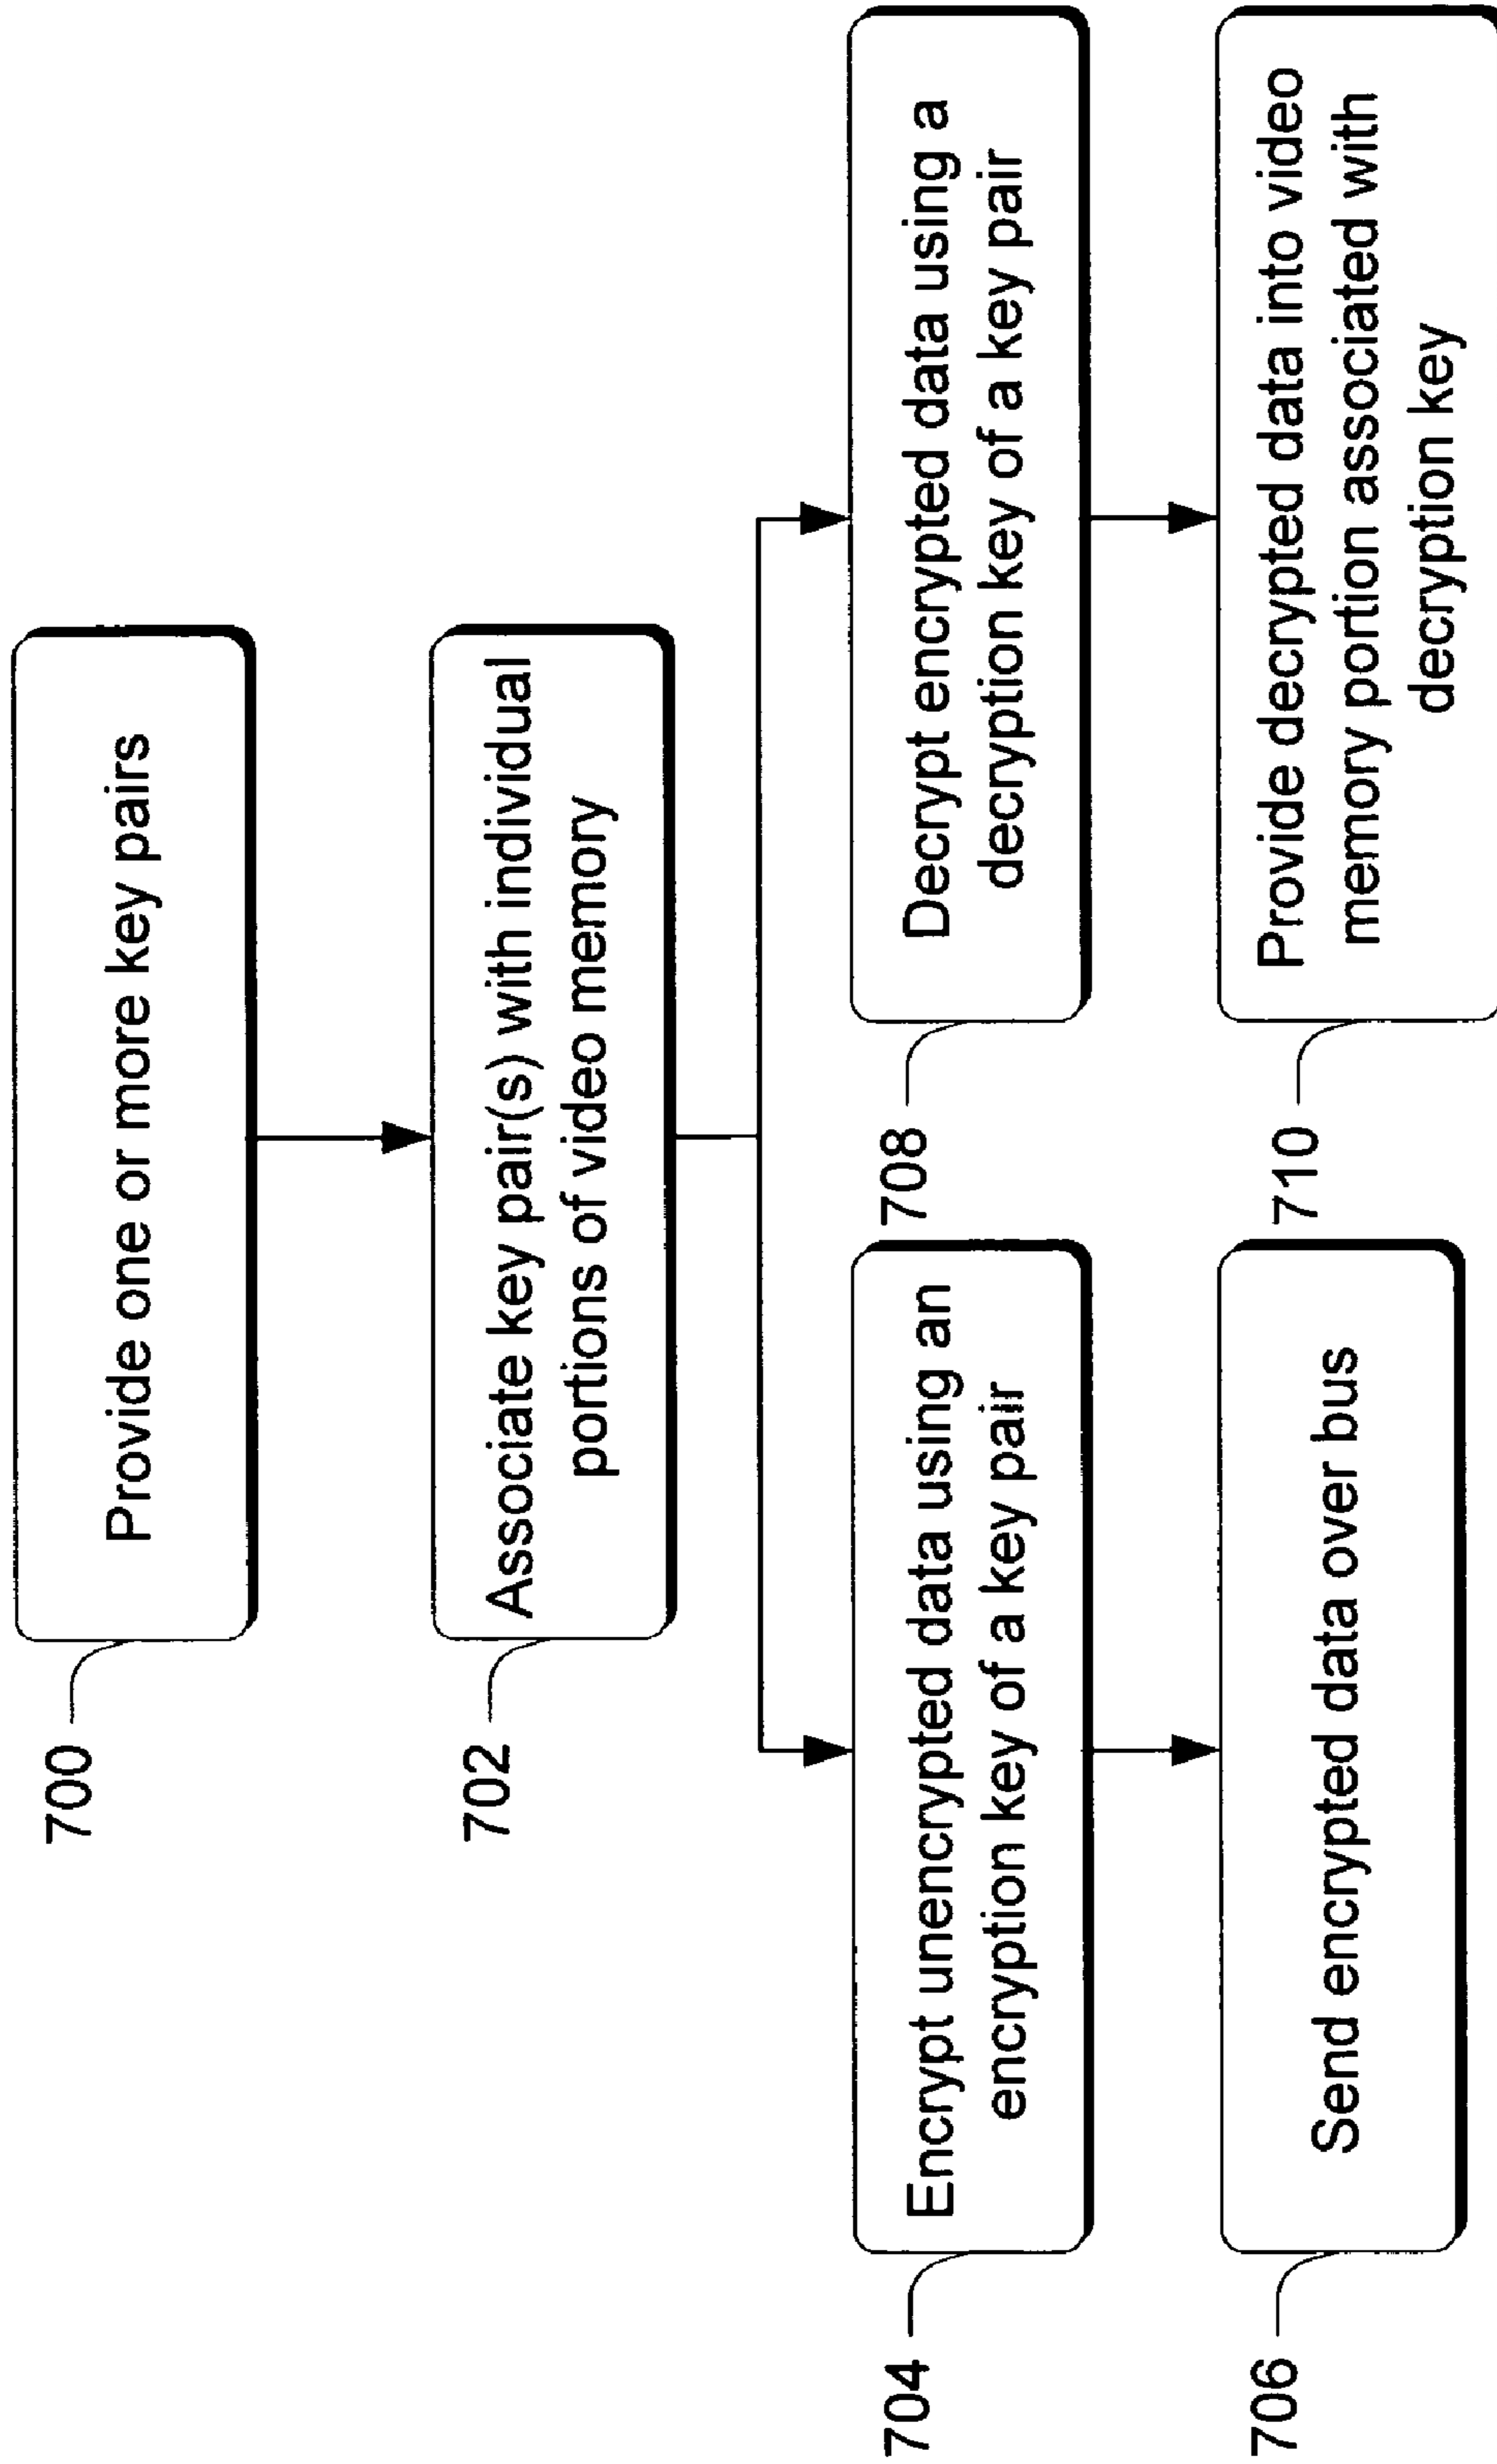 700
Provide one or more key pairs
702
Associate key pair(s) with individual
portions of video memory
704
Encrypt unencrypted data using an
encryption key of a key pair
706
Send encrypted data over bus
708
Decrypt encrypted data using a
decryption key of a key pair
710
Provide decrypted data into video
memory portion associated with
decryption key